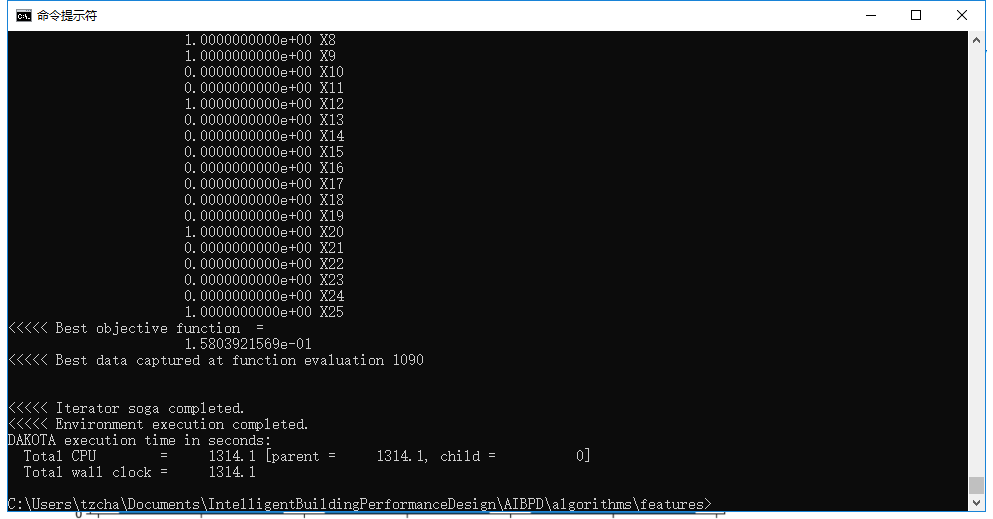 命令提示符
1.0000000000e+00 X8
1.0000000000e+00 X9
0.0000000000e+00 X10
0.0000000000e+00 X11
1.0000000000e+00 X12
0.0000000000e+00 X13
0.0000000000e+00 X14
0.0000000000e+00 X15
0.0000000000e+00 X16
0.0000000000e+00 X17
0.0000000000e+00 X18
0.0000000000e+00 X19
1.0000000000e+00 X20
0.0000000000e+00 X21
0.0000000000e+00 X22
0.0000000000e+00 X23
0.0000000000e+00 X24
1.0000000000e+00 X25
<<<<< Best objective function  =
1.5803921569e-01
<<<<< Best data captured at function evaluation 1090
<<<<< Iterator soga completed.
<<<<< Environment execution completed.
DAKOTA execution time in seconds:
Total CPU        =     1314.1 [parent =     1314.1, child =          0]
Total wall clock =     1314.1
C:\Users\tzcha\Documents\IntelligentBuildingPerformanceDesign\AIBPD\algorithms\features>
0